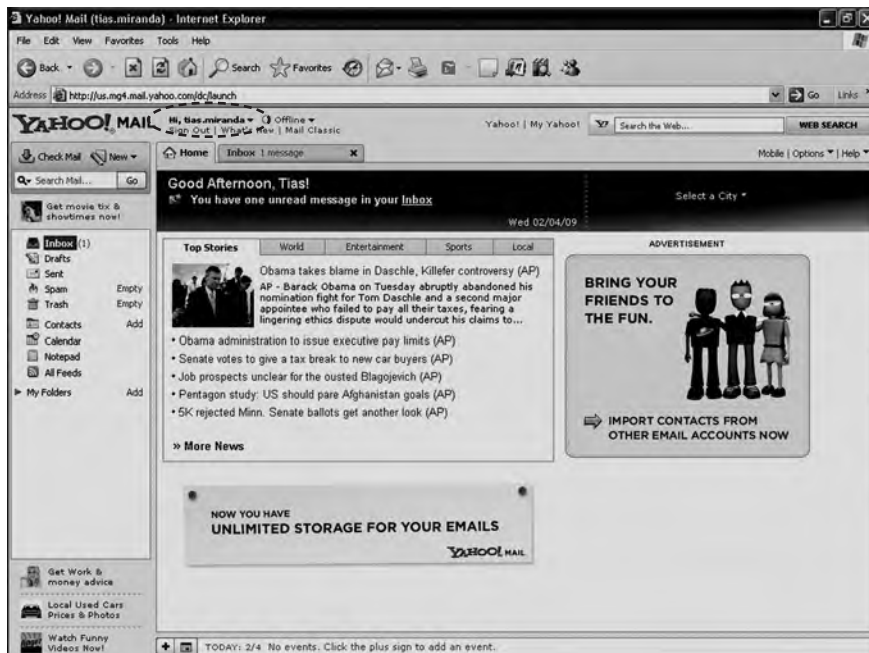 Yahoo! Mail (tias.miranda) - Internet Explorer
File Edit View Favorites Tools Help
Back Search Favorites
Address http://us.mg4.mail.yahoo.com/dc/launch Go Links
YAHOO! MAIL
Hi, tias.miranda Offline
Sign Out | What's New | Mail Classic
Yahoo! | My Yahoo! Y! Search the Web... WEB SEARCH
Check Mail New
Home Inbox 1 message x
Mobile | Options | Help
Search Mail... Go
Get movie tix &
showtimes now!
Inbox (1)
Drafts
Sent
Spam Empty
Trash Empty
Contacts Add
Calendar
Notepad
All Feeds
My Folders Add
Get Work &
money advice
Local Used Cars
Prices & Photos
Watch Funny
Videos Now!
Good Afternoon, Tias!
You have one unread message in your Inbox
Wed 02/04/09
Select a City
Top Stories World Entertainment Sports Local
Obama takes blame in Daschle, Killefer controversy (AP)
AP - Barack Obama on Tuesday abruptly abandoned his
nomination fight for Tom Daschle and a second major
appointee who failed to pay all their taxes, fearing a
lingering ethics dispute would undercut his claims to...
• Obama administration to issue executive pay limits (AP)
• Senate votes to give a tax break to new car buyers (AP)
• Job prospects unclear for the ousted Blagojevich (AP)
• Pentagon study: US should pare Afghanistan goals (AP)
• 5K rejected Minn. Senate ballots get another look (AP)
» More News
ADVERTISEMENT
BRING YOUR
FRIENDS TO
THE FUN.
IMPORT CONTACTS FROM
OTHER EMAIL ACCOUNTS NOW
NOW YOU HAVE
UNLIMITED STORAGE FOR YOUR EMAILS
YAHOO! MAIL
TODAY: 2/4 No events. Click the plus sign to add an event.